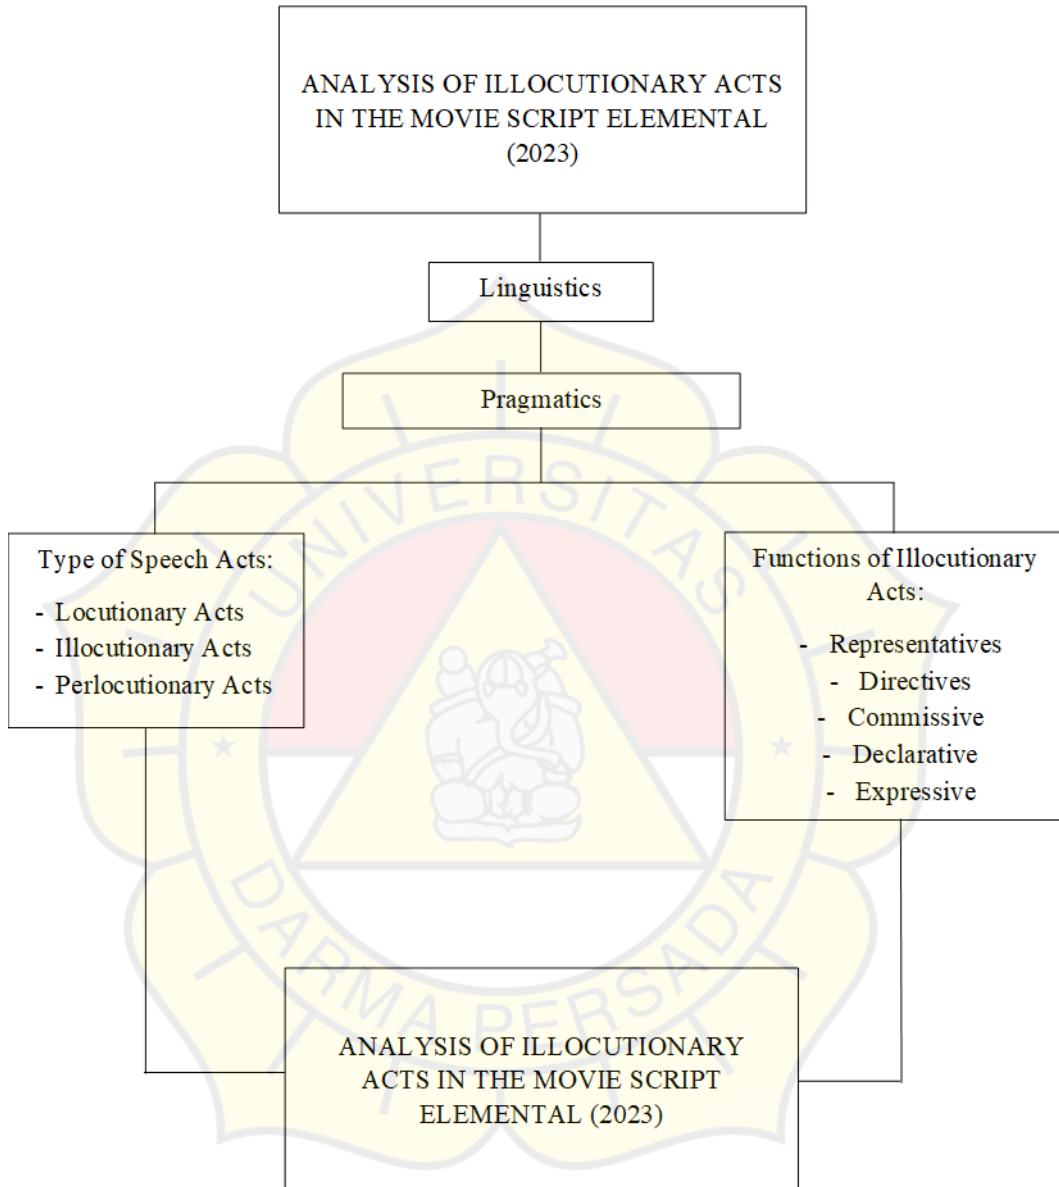 ANALYSIS OF ILLOCUTIONARY ACTS
IN THE MOVIE SCRIPT ELEMENTAL
(2023)
Linguistics
Pragmatics
Type of Speech Acts:
- Locutionary Acts
- Illocutionary Acts
- Perlocutionary Acts
Functions of Illocutionary
Acts:
- Representatives
- Directives
- Commissive
- Declarative
- Expressive
UNIVERSITAS
DARMA PERSADA
ANALYSIS OF ILLOCUTIONARY
ACTS IN THE MOVIE SCRIPT
ELEMENTAL (2023)